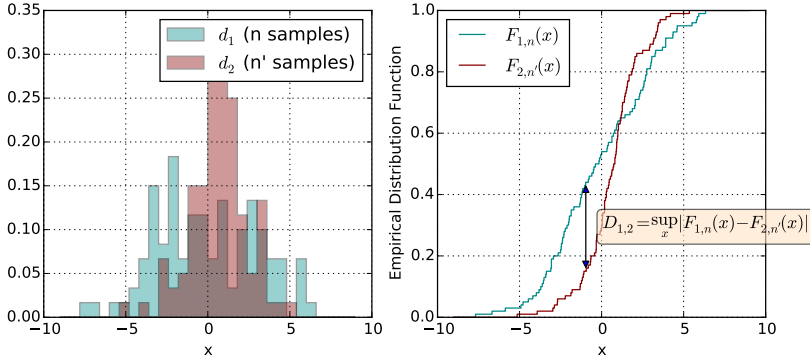 0.35
0.30
0.25
0.20
0.15
0.10
0.05
0.00
−10
−5
0
5
10
x
d₁ (n samples)
d₂ (n' samples)
Empirical Distribution Function
1.0
0.8
0.6
0.4
0.2
0.0
−10
−5
0
5
10
x
F₁,ₙ(x)
F₂,ₙ'(x)
D₁,₂ = sup|F₁,ₙ(x)−F₂,ₙ'(x)|
x